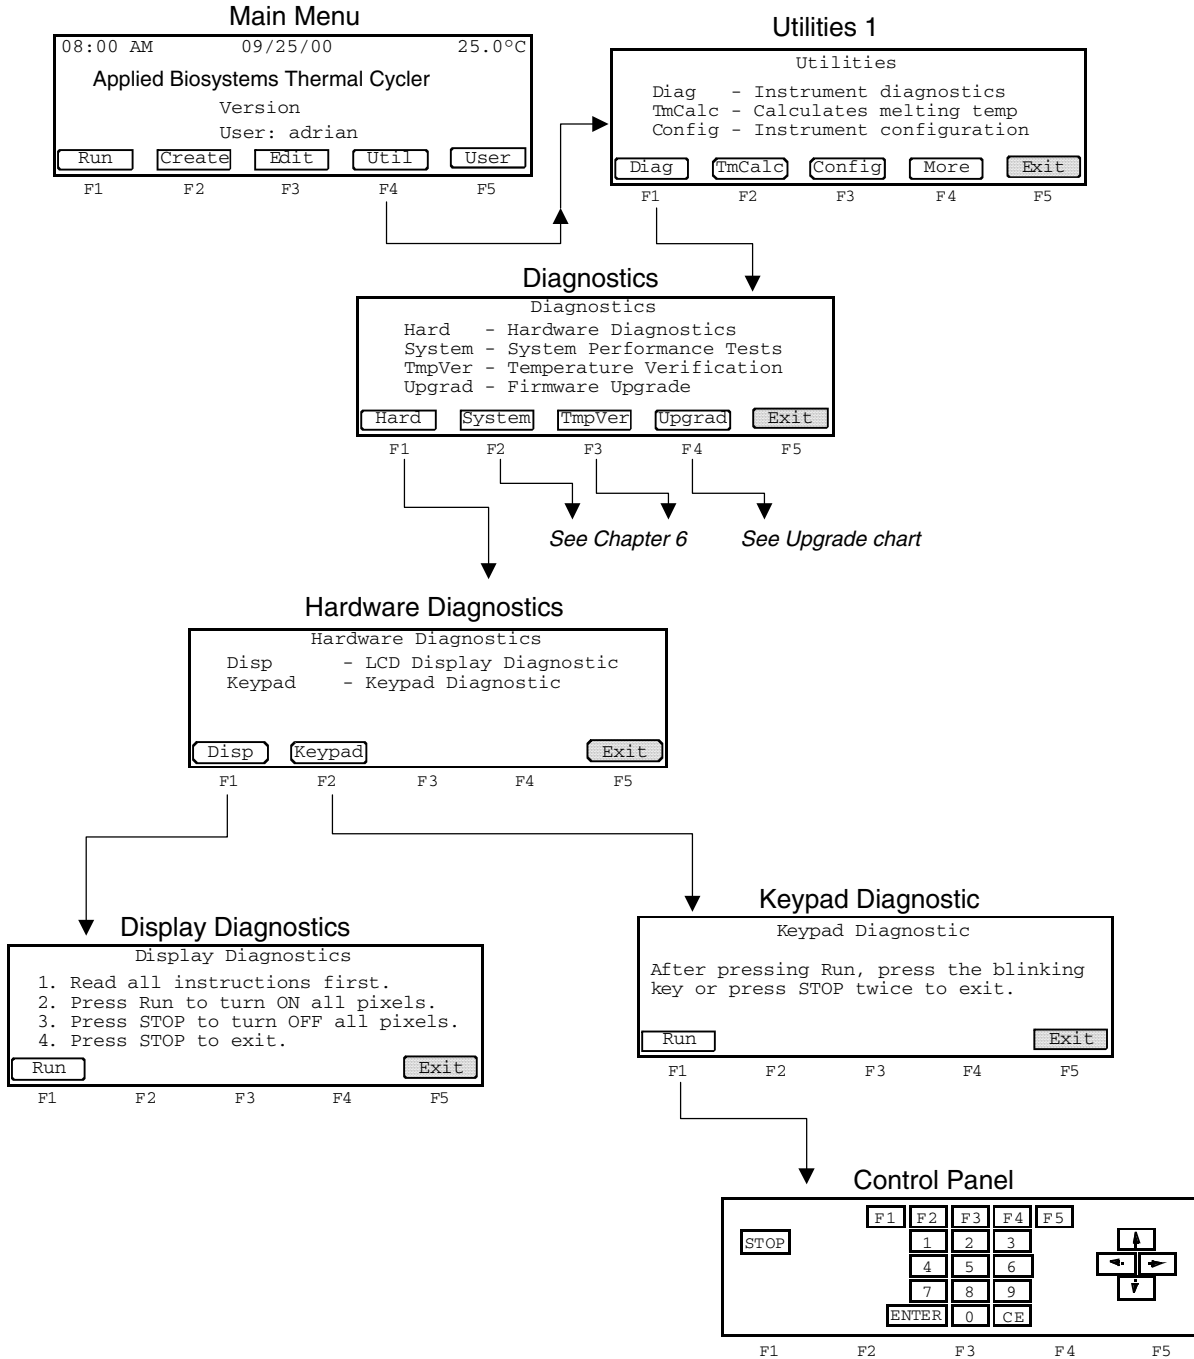 Main Menu
08:00 AM 09/25/00 25.0°C
Applied Biosystems Thermal Cycler
Version
User: adrian
Run Create Edit Util User
F1 F2 F3 F4 F5
Utilities 1
Utilities
Diag - Instrument diagnostics
TmCalc - Calculates melting temp
Config - Instrument configuration
Diag TmCalc Config More Exit
F1 F2 F3 F4 F5
Diagnostics
Diagnostics
Hard - Hardware Diagnostics
System - System Performance Tests
TmpVer - Temperature Verification
Upgrad - Firmware Upgrade
Hard System TmpVer Upgrad Exit
F1 F2 F3 F4 F5
See Chapter 6 See Upgrade chart
Hardware Diagnostics
Hardware Diagnostics
Disp - LCD Display Diagnostic
Keypad - Keypad Diagnostic
Disp Keypad Exit
F1 F2 F3 F4 F5
Display Diagnostics
Display Diagnostics
1. Read all instructions first.
2. Press Run to turn ON all pixels.
3. Press STOP to turn OFF all pixels.
4. Press STOP to exit.
Run Exit
F1 F2 F3 F4 F5
Keypad Diagnostic
Keypad Diagnostic
After pressing Run, press the blinking
key or press STOP twice to exit.
Run Exit
F1 F2 F3 F4 F5
Control Panel
F1 F2 F3 F4 F5
STOP 1 2 3
4 5 6
7 8 9
ENTER 0 CE
F1 F2 F3 F4 F5